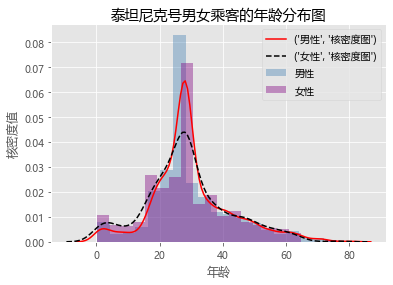 泰坦尼克号男女乘客的年龄分布图
('男性', '核密度图')
('女性', '核密度图')
男性
女性
核密度值
0.08
0.07
0.06
0.05
0.04
0.03
0.02
0.01
0.00
0 20 40 60 80
年龄